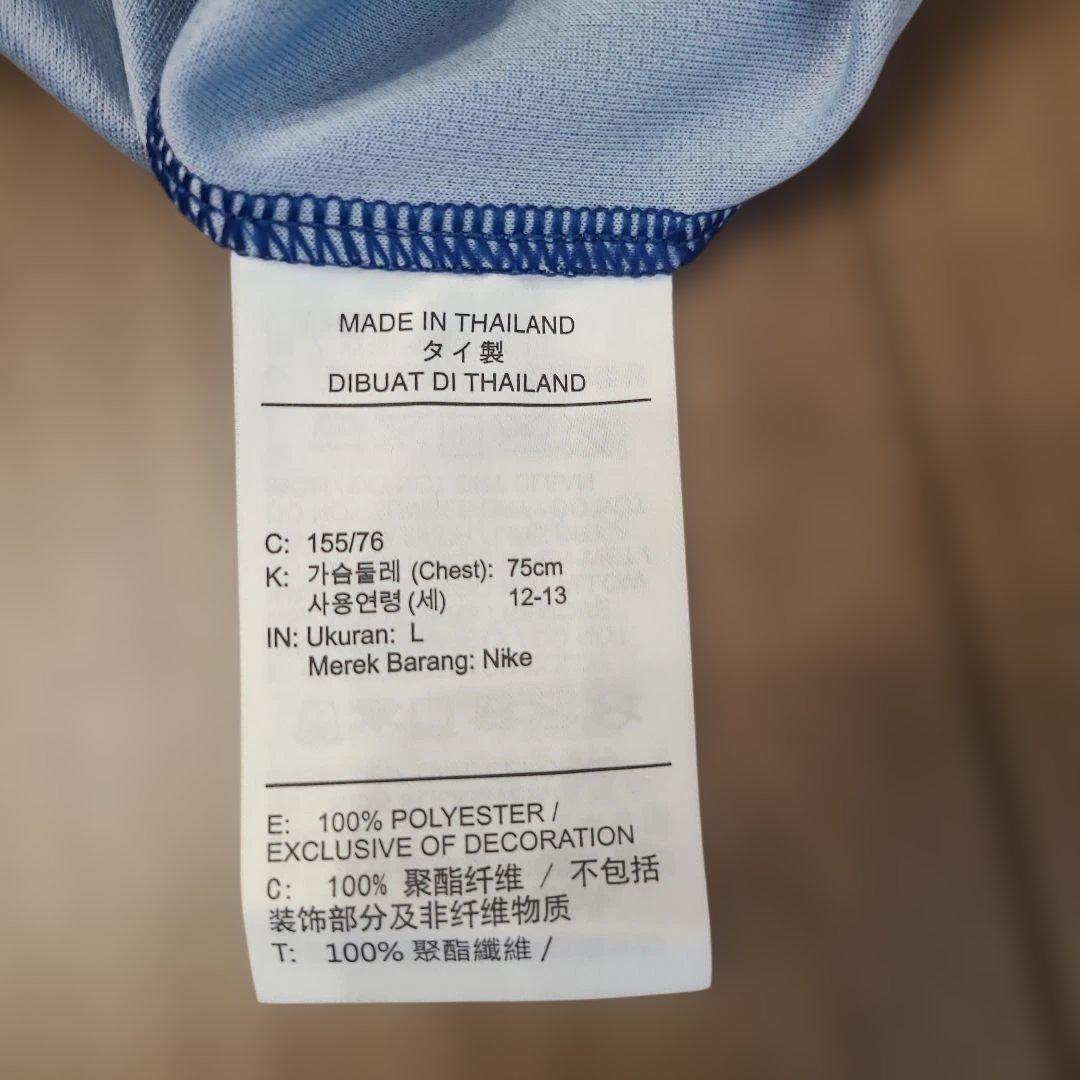 MADE IN THAILAND
タイ製
DIBUAT DI THAILAND
C: 155/76
K: 가슴둘레 (Chest): 75cm
사용연령 (세) 12-13
IN: Ukuran: L
Merek Barang: Nike
E: 100% POLYESTER /
EXCLUSIVE OF DECORATION
C: 100% 聚酯纤维 / 不包括
装饰部分及非纤维物质
T: 100% 聚酯纖維 /